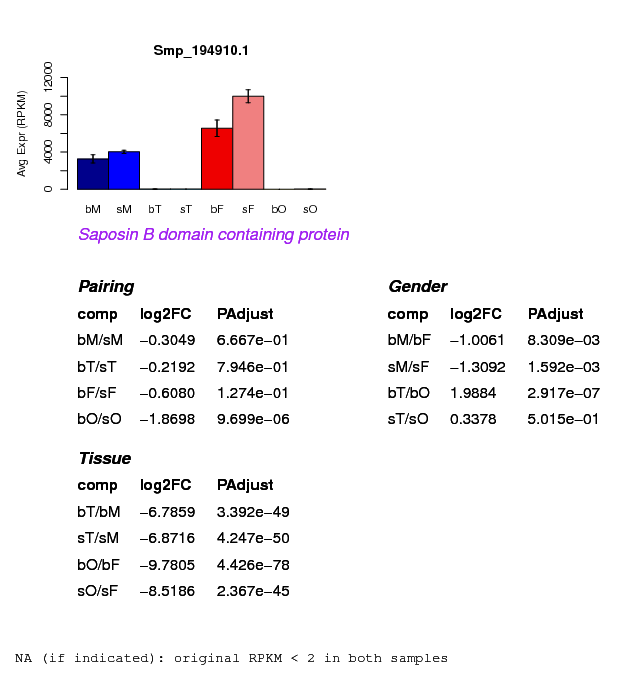 Smp_194910.1
Avg Expr (RPKM)
0 4000 8000 12000
bM sM bT sT bF sF bO sO
Saposin B domain containing protein
Pairing
comp log2FC PAdjust
bM/sM −0.3049 6.667e−01
bT/sT −0.2192 7.946e−01
bF/sF −0.6080 1.274e−01
bO/sO −1.8698 9.699e−06
Gender
comp log2FC PAdjust
bM/bF −1.0061 8.309e−03
sM/sF −1.3092 1.592e−03
bT/bO 1.9884 2.917e−07
sT/sO 0.3378 5.015e−01
Tissue
comp log2FC PAdjust
bT/bM −6.7859 3.392e−49
sT/sM −6.8716 4.247e−50
bO/bF −9.7805 4.426e−78
sO/sF −8.5186 2.367e−45
NA (if indicated): original RPKM < 2 in both samples